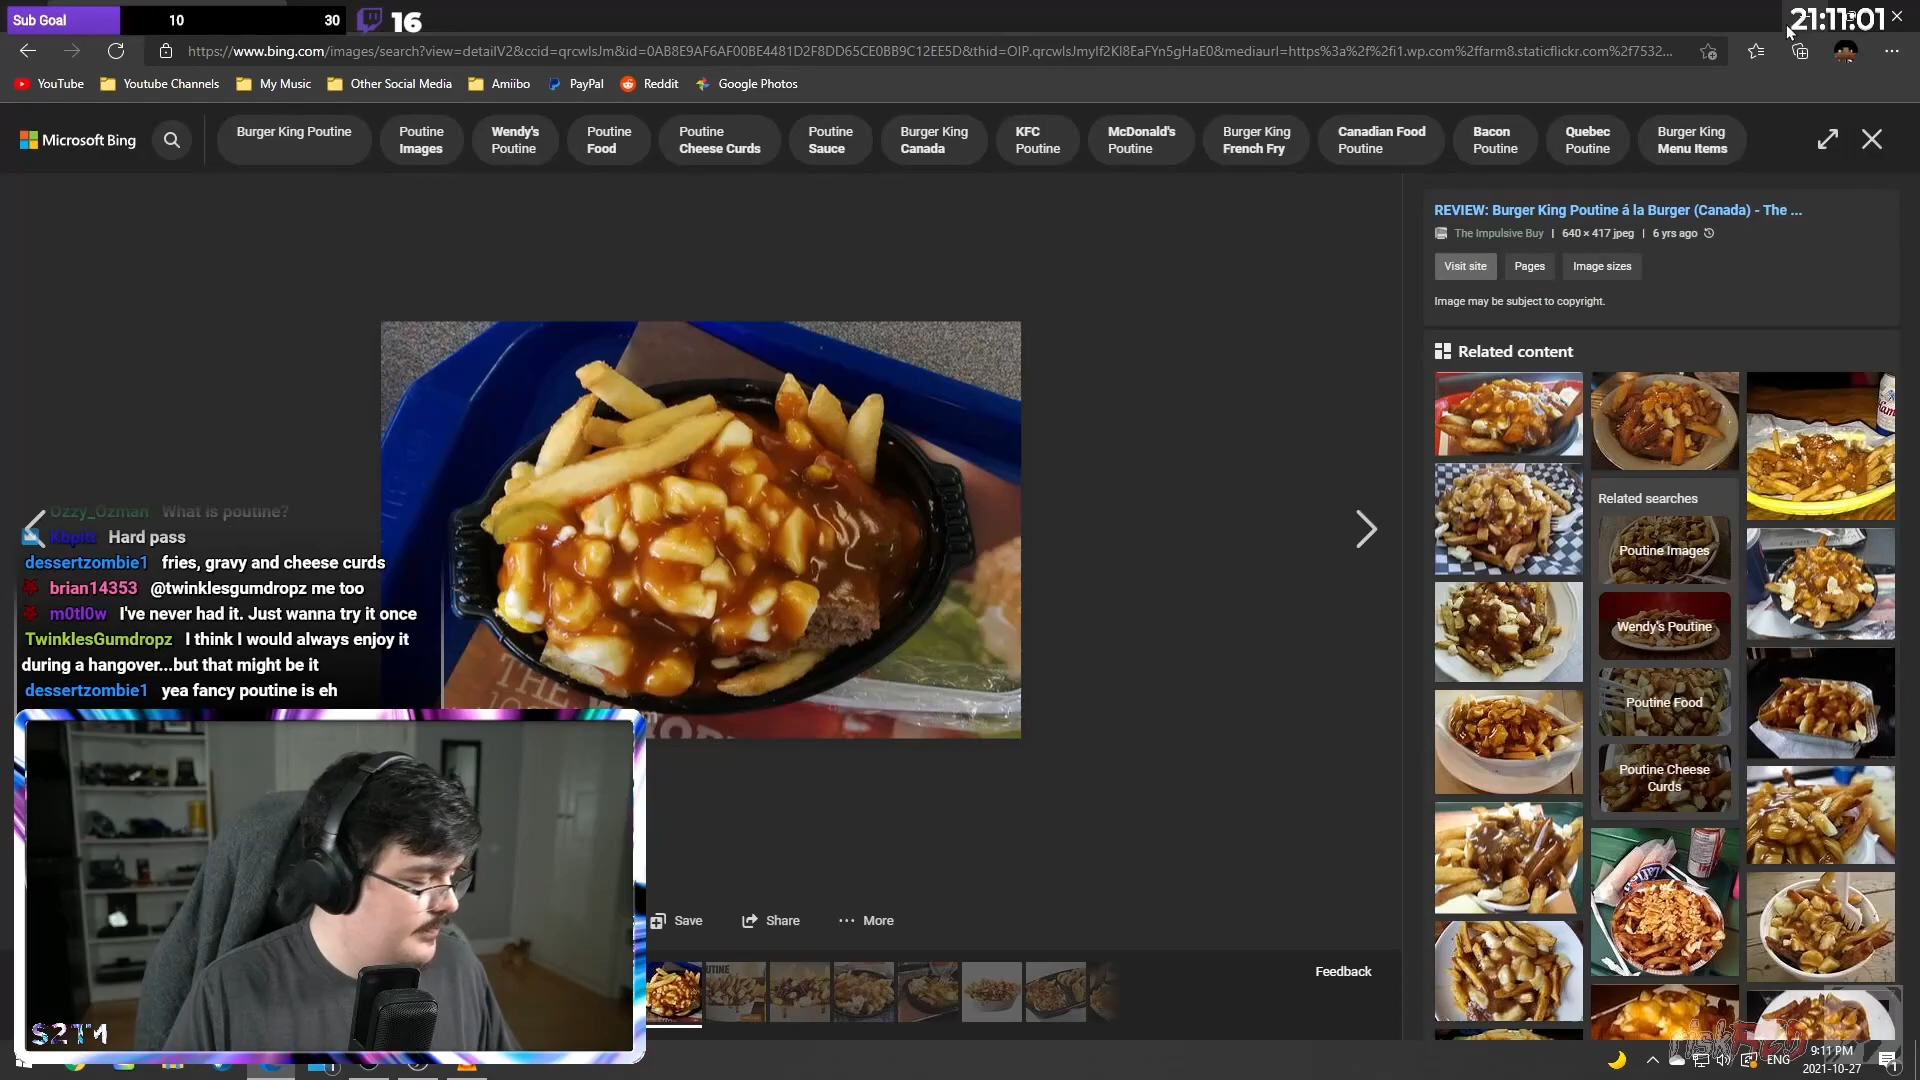 Sub Goal 10 30 16
21:11:01
https://www.bing.com/images/search?view=detailV2&ccid=qrcwlsJm&id=0AB8E9AF6AF00BE4481D2F8DD65CE0BB9C12EE5D&thid=OIP.qrcwlsJmyIf2Kl8EaFYn5gHaE0&mediaurl=https%3a%2f%2fi1.wp.com%2ffarm8.staticflickr.com%2f7532...
YouTube Youtube Channels My Music Other Social Media Amiibo PayPal Reddit Google Photos
Microsoft Bing
Burger King Poutine
Poutine
Images
Wendy's
Poutine
Poutine
Food
Poutine
Cheese Curds
Poutine
Sauce
Burger King
Canada
KFC
Poutine
McDonald's
Poutine
Burger King
French Fry
Canadian Food
Poutine
Bacon
Poutine
Quebec
Poutine
Burger King
Menu Items
REVIEW: Burger King Poutine á la Burger (Canada) - The ...
The Impulsive Buy | 640 × 417 jpeg | 6 yrs ago
Visit site Pages Image sizes
Image may be subject to copyright.
Related content
Related searches
Poutine Images
Wendy's Poutine
Poutine Food
Poutine Cheese
Curds
Ozzy_Ozman What is poutine?
Kbpitt Hard pass
dessertzombie1 fries, gravy and cheese curds
brian14353 @twinklesgumdropz me too
m0tl0w I've never had it. Just wanna try it once
TwinklesGumdropz I think I would always enjoy it
during a hangover...but that might be it
dessertzombie1 yea fancy poutine is eh
THE
Save Share More
Feedback
S2TM
ENG
9:11 PM
2021-10-27